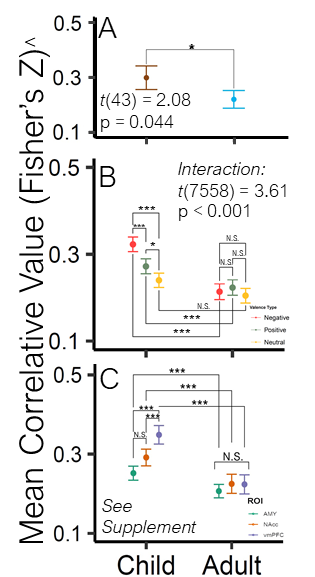 Mean Correlative Value (Fisher's Z)^
0.5
A
*
0.3
t(43) = 2.08
p = 0.044
0.1
0.5
B
Interaction:
t(7558) = 3.61
p < 0.001
***
N.S.
***
N.S.
*
N.S
0.3
N.S.
Valence Type
***
Negative
***
Positive
0.1
Neutral
0.5
C
***
***
***
***
***
N.S.
N.S.
0.3
See
Supplement
ROI
AMY
NAcc
vmPFC
0.1
Child
Adult